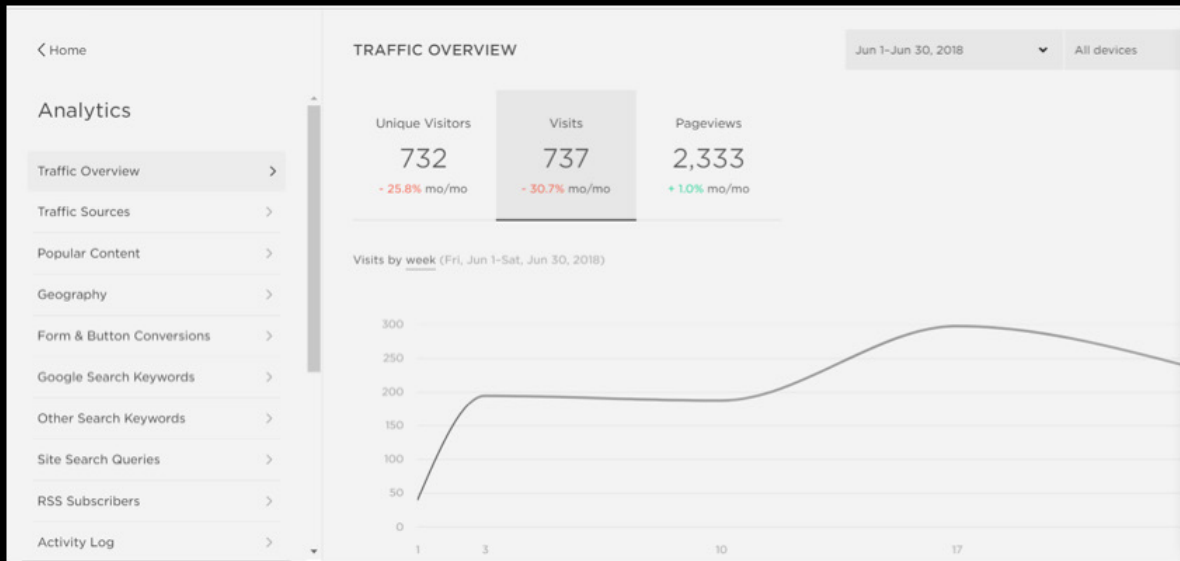 Home
Analytics
Traffic Overview
Traffic Sources
Popular Content
Geography
Form & Button Conversions
Google Search Keywords
Other Search Keywords
Site Search Queries
RSS Subscribers
Activity Log
TRAFFIC OVERVIEW
Jun 1–Jun 30, 2018
All devices
Unique Visitors
732
- 25.8% mo/mo
Visits
737
- 30.7% mo/mo
Pageviews
2,333
+ 1.0% mo/mo
Visits by week (Fri, Jun 1–Sat, Jun 30, 2018)
300
250
200
150
100
50
0
1 3 10 17